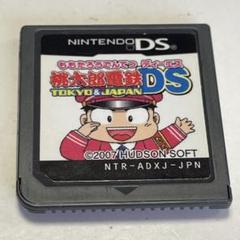 NINTENDO DS
ももたろうでんてつ ディーエス
桃太郎電鉄DS
TOKYO&JAPAN
©2007 HUDSON SOFT
NTR-ADXJ-JPN